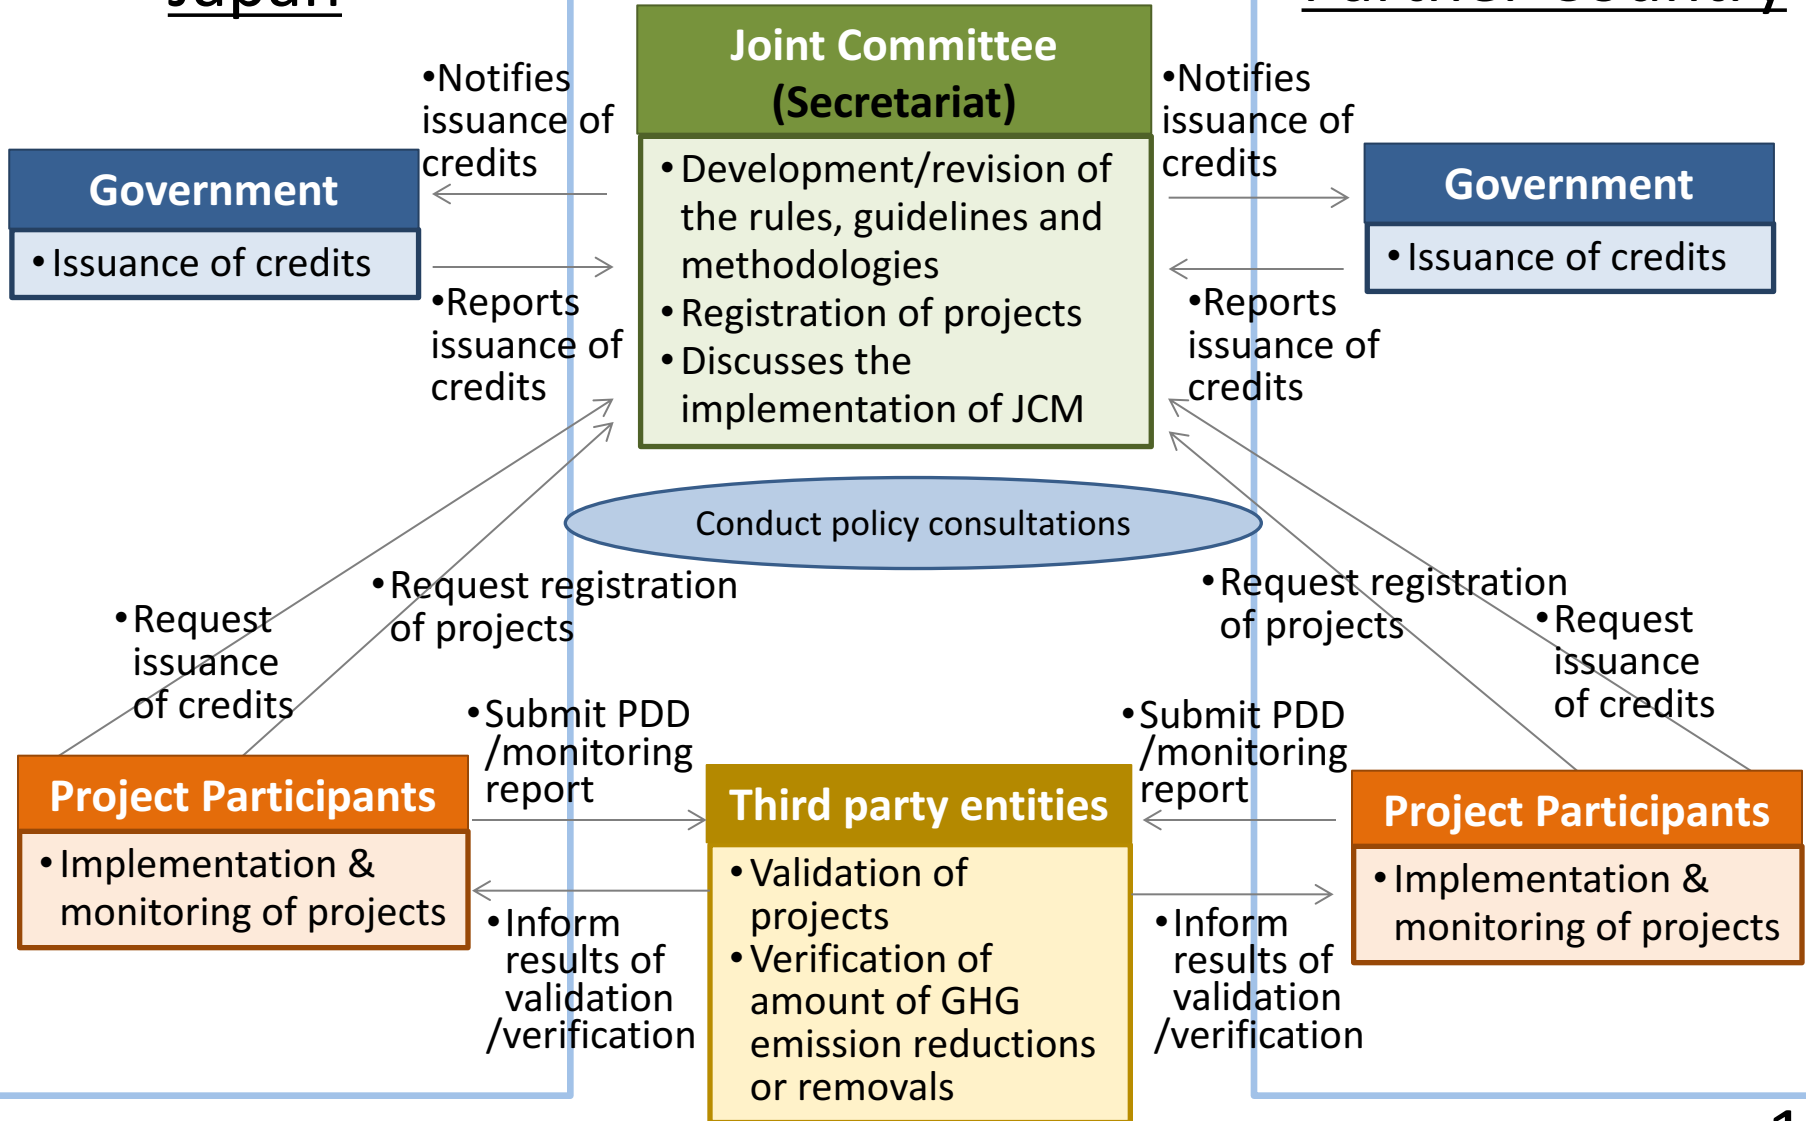 Japan
Partner Country
Joint Committee
(Secretariat)
•Notifies
issuance of
credits
•Notifies
issuance of
credits
Government
• Issuance of credits
• Development/revision of
the rules, guidelines and
methodologies
• Registration of projects
• Discusses the
implementation of JCM
Government
• Issuance of credits
•Reports
issuance of
credits
•Reports
issuance of
credits
Conduct policy consultations
•Request
issuance
of credits
•Request registration
of projects
•Request registration
of projects
•Request
issuance
of credits
•Submit PDD
/monitoring
report
•Submit PDD
/monitoring
report
Project Participants
• Implementation &
monitoring of projects
Third party entities
• Validation of
projects
• Verification of
amount of GHG
emission reductions
or removals
Project Participants
• Implementation &
monitoring of projects
•Inform
results of
validation
/verification
•Inform
results of
validation
/verification